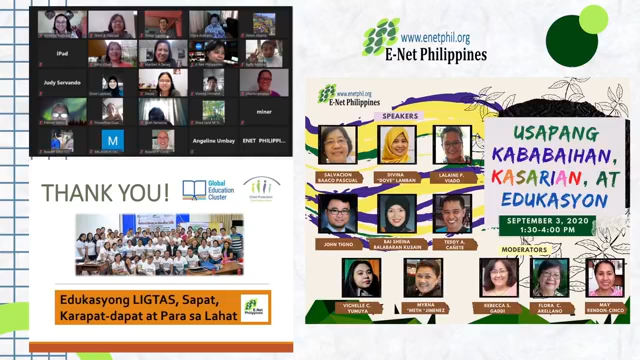 iPad
Judy Servando
miner
Angeline Umbay
ENET PHILIPPI...
THANK YOU!
Global
Education
Cluster
Child Protection
Edukasyong LIGTAS, Sapat,
Karapat-dapat at Para sa Lahat
E-Net
Philippines
www.enetphil.org
E-Net Philippines
www.enetphil.org
E-Net Philippines
SPEAKERS
SALVACION
BAACO PASCUAL
DIVINA
"DOVE" LAMBAN
LALAINE P.
VIADO
JOHN TIGNO
BAI SHEINA
BALABARAN KUSAIN
TEDDY A.
CAÑETE
USAPANG
KABABAIHAN,
KASARIAN, AT
EDUKASYON
SEPTEMBER 3, 2020
1:30-4:00 PM
MODERATORS
VICHELLE C.
YUMUYA
MYRNA
"METH" JIMENEZ
REBECCA S.
GADDI
FLORA C.
ARELLANO
MAY
RENDON-CINCO